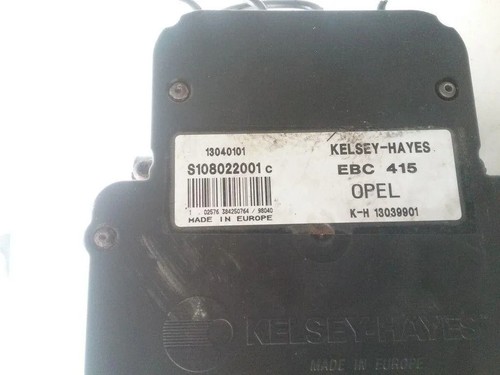 13040101
S108022001 C
1 . 02576 384250764 / 98040
MADE IN EUROPE
KELSEY-HAYES
EBC 415
OPEL
K-H 13039901
KELSEY-HAYES
MADE IN EUROPE